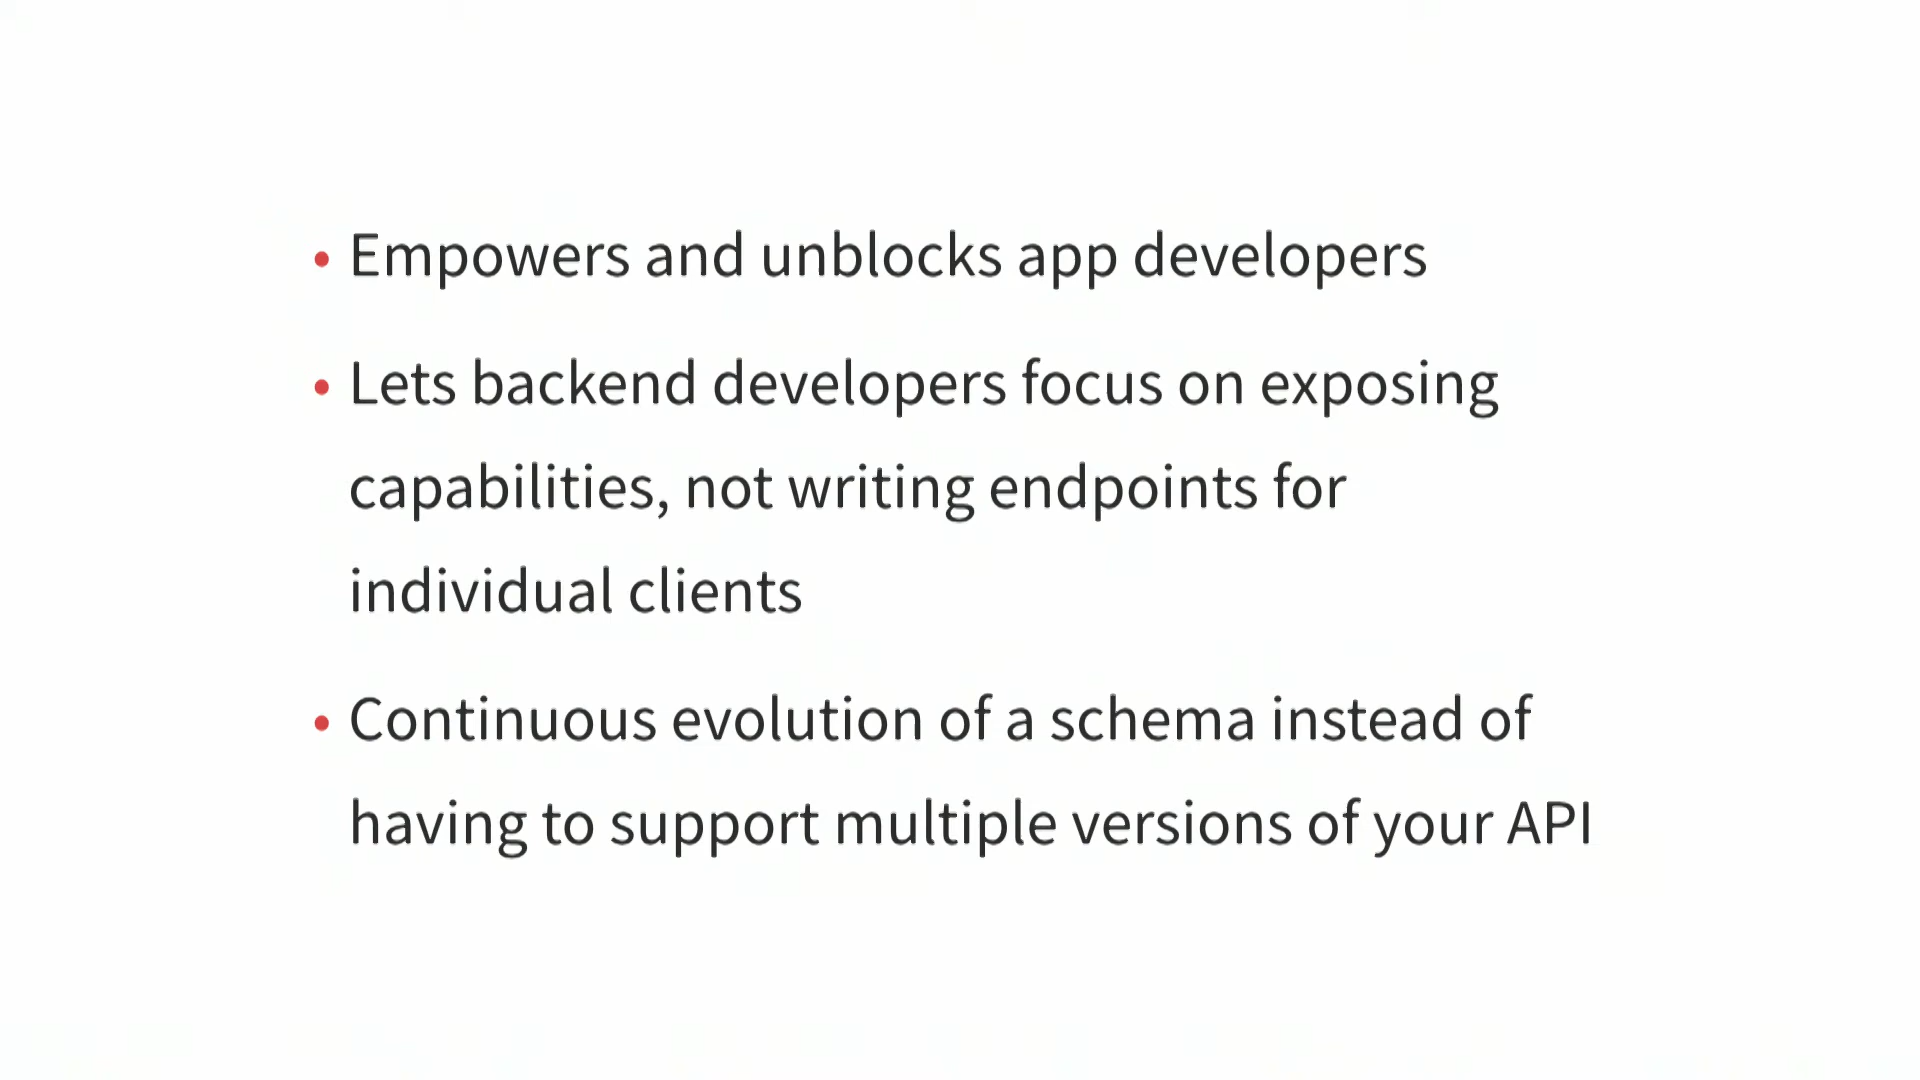 • Empowers and unblocks app developers
• Lets backend developers focus on exposing
capabilities, not writing endpoints for
individual clients
• Continuous evolution of a schema instead of
having to support multiple versions of your API